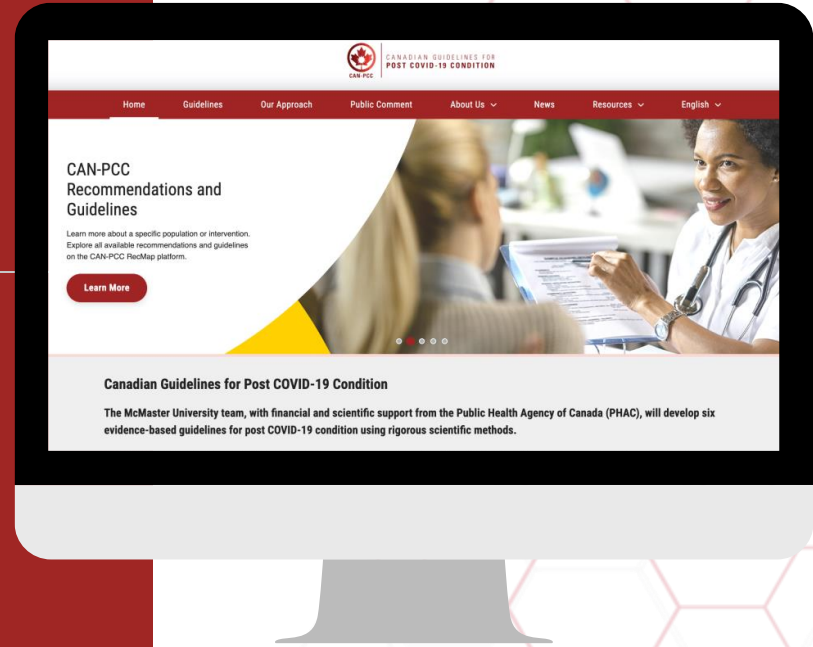 CAN-PCC
CANADIAN GUIDELINES FOR
POST COVID-19 CONDITION
Home Guidelines Our Approach Public Comment About Us News Resources English
CAN-PCC
Recommendations and
Guidelines
Learn more about a specific population or intervention.
Explore all available recommendations and guidelines
on the CAN-PCC RecMap platform.
Learn More
Canadian Guidelines for Post COVID-19 Condition
The McMaster University team, with financial and scientific support from the Public Health Agency of Canada (PHAC), will develop six
evidence-based guidelines for post COVID-19 condition using rigorous scientific methods.